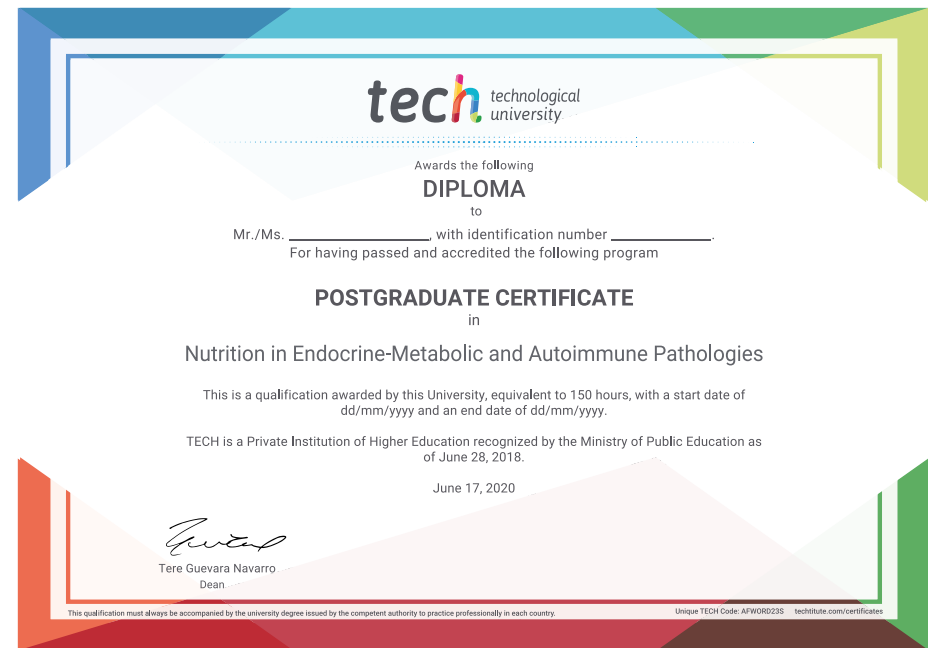 tech technological
university
Awards the following
DIPLOMA
to
Mr./Ms. ____________________, with identification number ______________.
For having passed and accredited the following program
POSTGRADUATE CERTIFICATE
in
Nutrition in Endocrine-Metabolic and Autoimmune Pathologies
This is a qualification awarded by this University, equivalent to 150 hours, with a start date of
dd/mm/yyyy and an end date of dd/mm/yyyy.
TECH is a Private Institution of Higher Education recognized by the Ministry of Public Education as
of June 28, 2018.
June 17, 2020
Tere Guevara Navarro
Dean
This qualification must always be accompanied by the university degree issued by the competent authority to practice professionally in each country.
Unique TECH Code: AFWORD23S techtitute.com/certificates